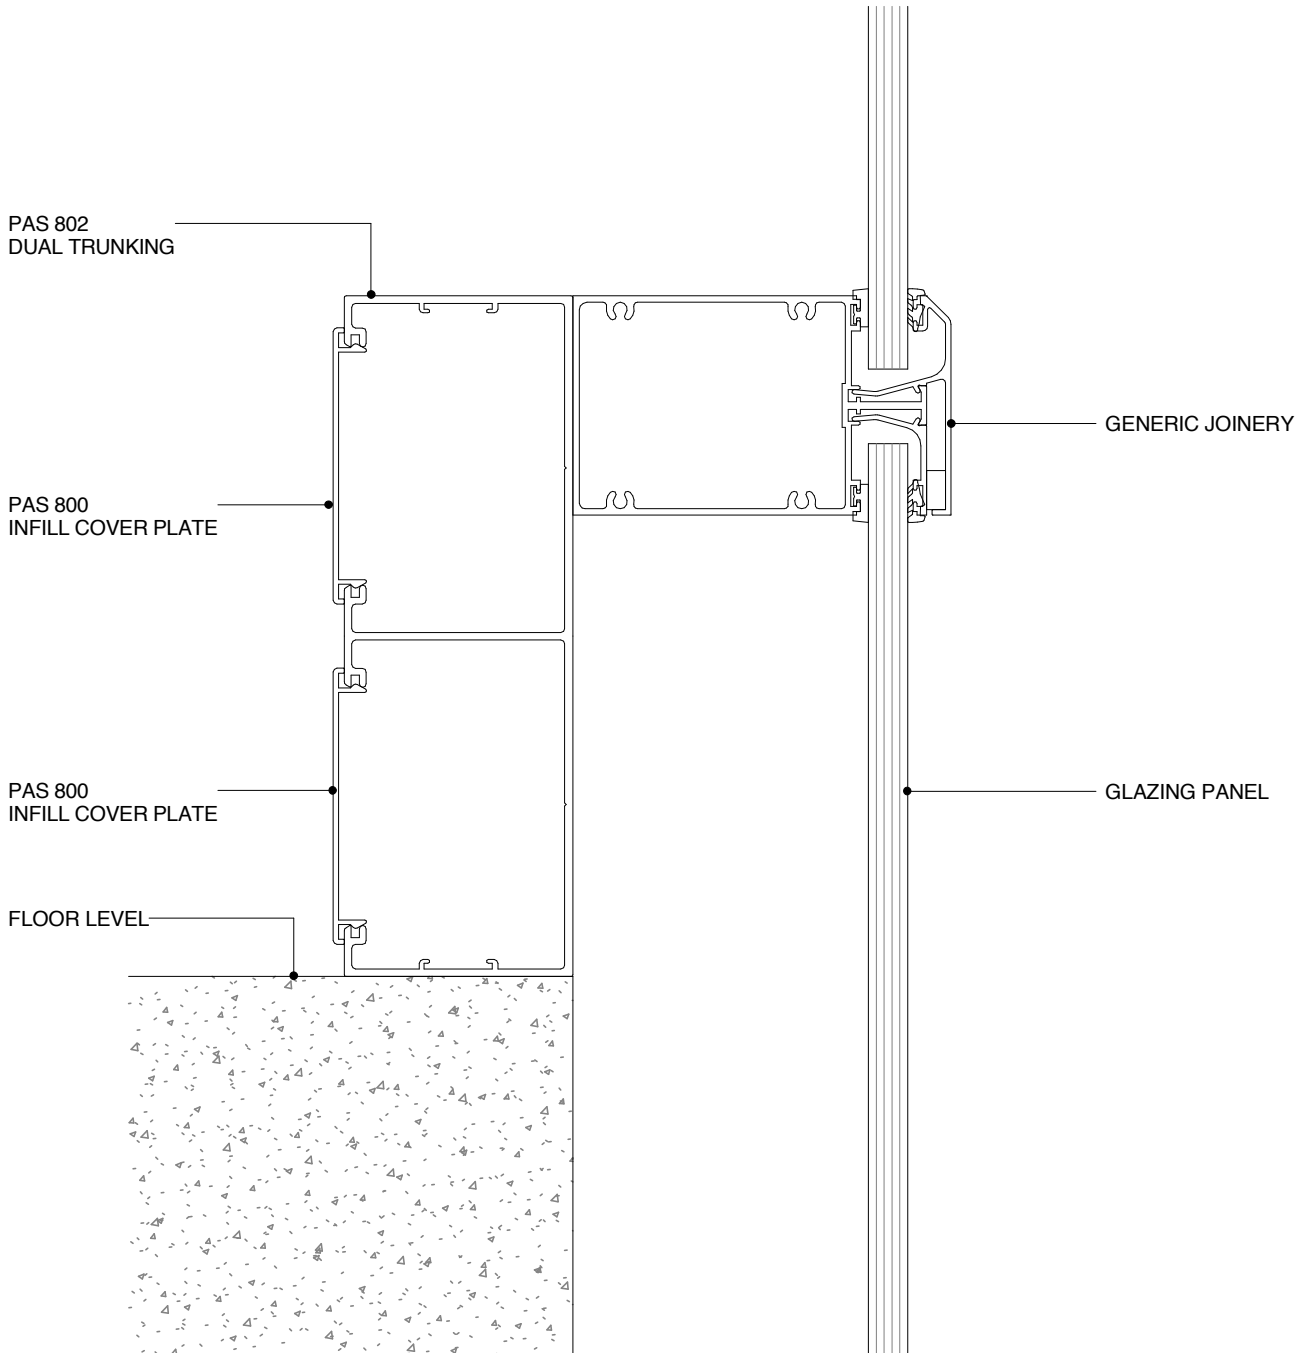 PAS 802
DUAL TRUNKING
GENERIC JOINERY
PAS 800
INFILL COVER PLATE
PAS 800
INFILL COVER PLATE
GLAZING PANEL
FLOOR LEVEL